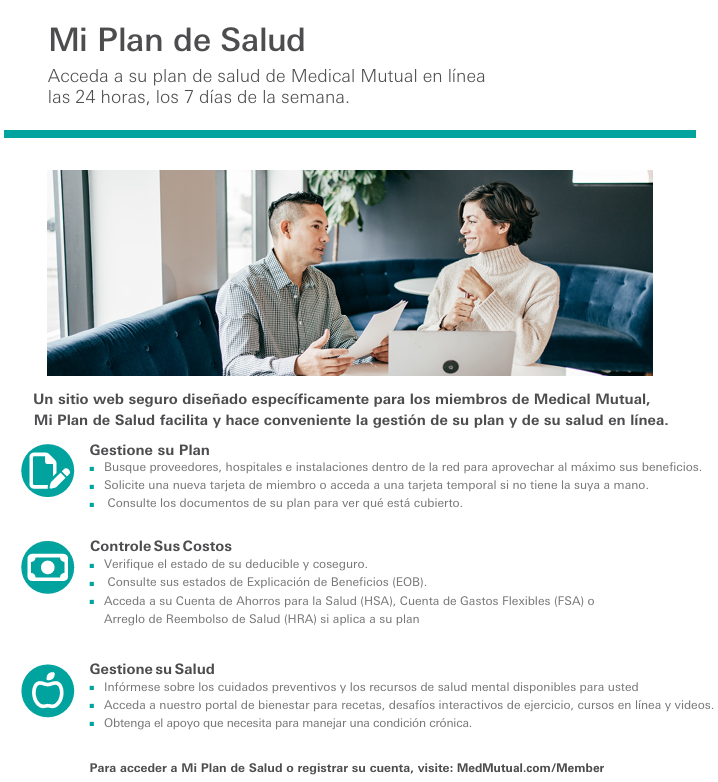 Mi Plan de Salud
Acceda a su plan de salud de Medical Mutual en línea
las 24 horas, los 7 días de la semana.
Un sitio web seguro diseñado específicamente para los miembros de Medical Mutual,
Mi Plan de Salud facilita y hace conveniente la gestión de su plan y de su salud en línea.
Gestione su Plan
Busque proveedores, hospitales e instalaciones dentro de la red para aprovechar al máximo sus beneficios.
Solicite una nueva tarjeta de miembro o acceda a una tarjeta temporal si no tiene la suya a mano.
Consulte los documentos de su plan para ver qué está cubierto.
Controle Sus Costos
Verifique el estado de su deducible y coseguro.
Consulte sus estados de Explicación de Beneficios (EOB).
Acceda a su Cuenta de Ahorros para la Salud (HSA), Cuenta de Gastos Flexibles (FSA) o
Arreglo de Reembolso de Salud (HRA) si aplica a su plan
Gestione su Salud
Infórmese sobre los cuidados preventivos y los recursos de salud mental disponibles para usted
Acceda a nuestro portal de bienestar para recetas, desafíos interactivos de ejercicio, cursos en línea y videos.
Obtenga el apoyo que necesita para manejar una condición crónica.
Para acceder a Mi Plan de Salud o registrar su cuenta, visite: MedMutual.com/Member